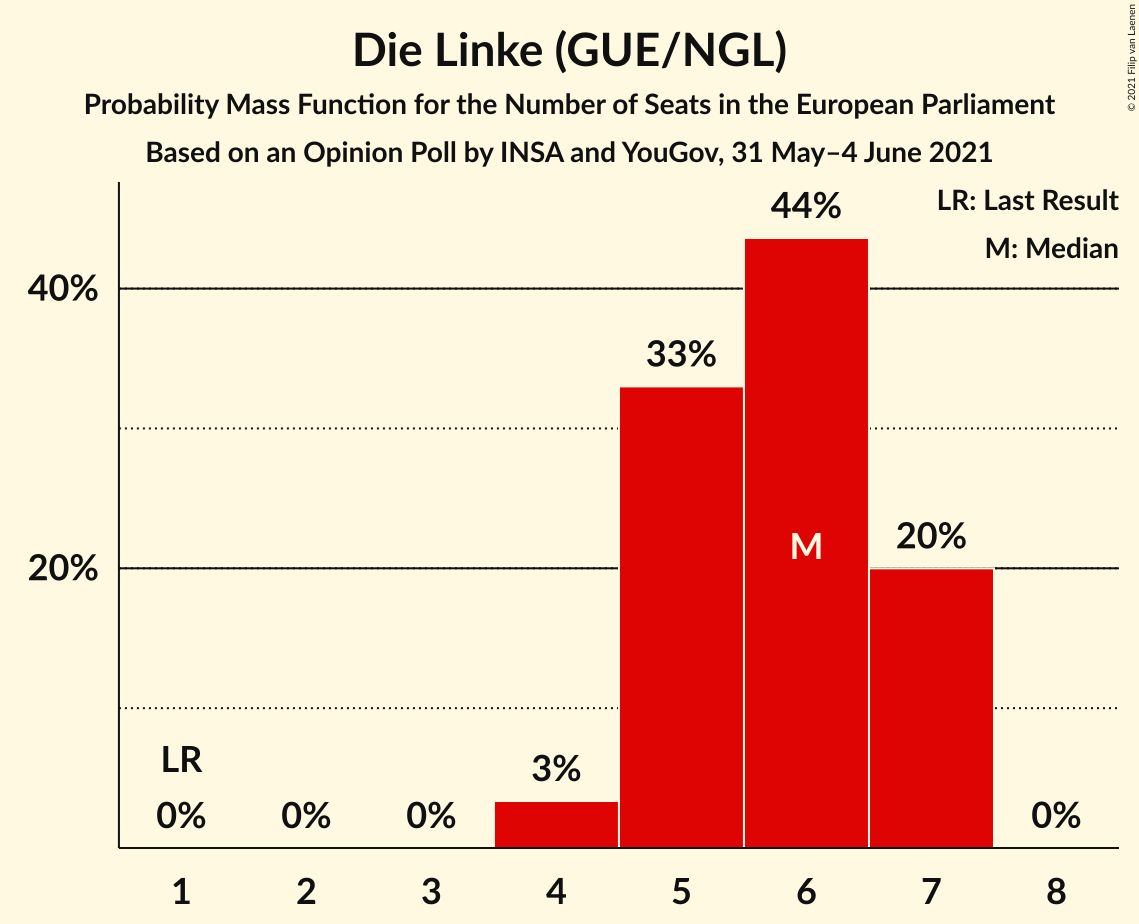 Die Linke (GUE/NGL)
Probability Mass Function for the Number of Seats in the European Parliament
Based on an Opinion Poll by INSA and YouGov, 31 May–4 June 2021
© 2021 Filip van Laenen
LR: Last Result
M: Median
44%
40%
33%
M
20%
20%
LR
3%
0%
0%
0%
0%
1
2
3
4
5
6
7
8